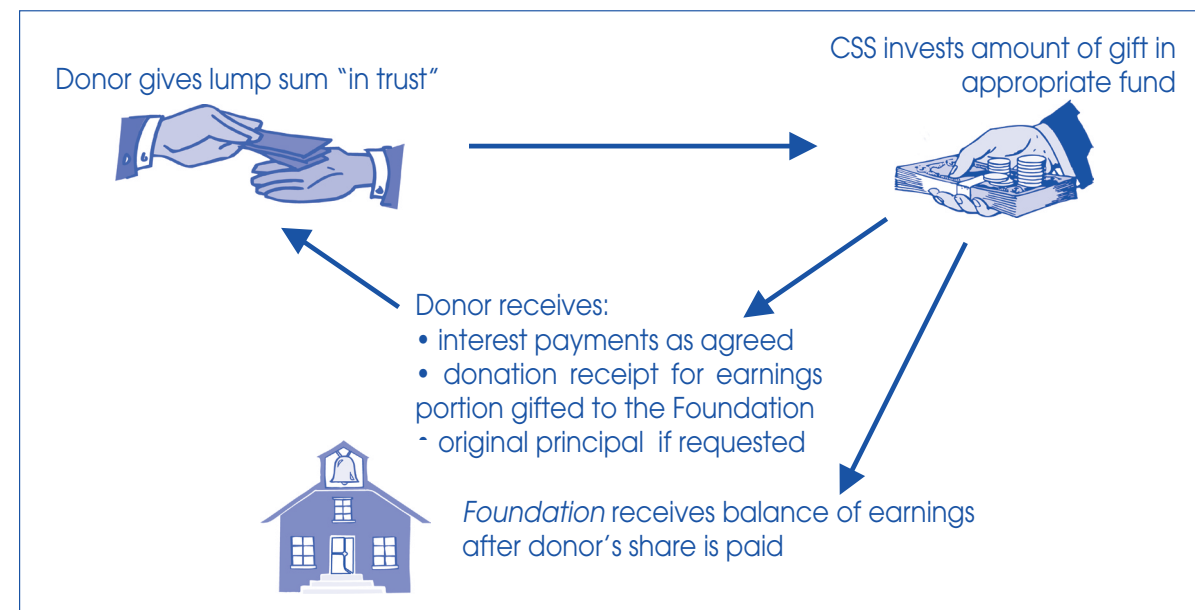 Donor gives lump sum “in trust”
CSS invests amount of gift in
appropriate fund
Donor receives:
• interest payments as agreed
• donation receipt for earnings
portion gifted to the Foundation
• original principal if requested
Foundation receives balance of earnings
after donor’s share is paid